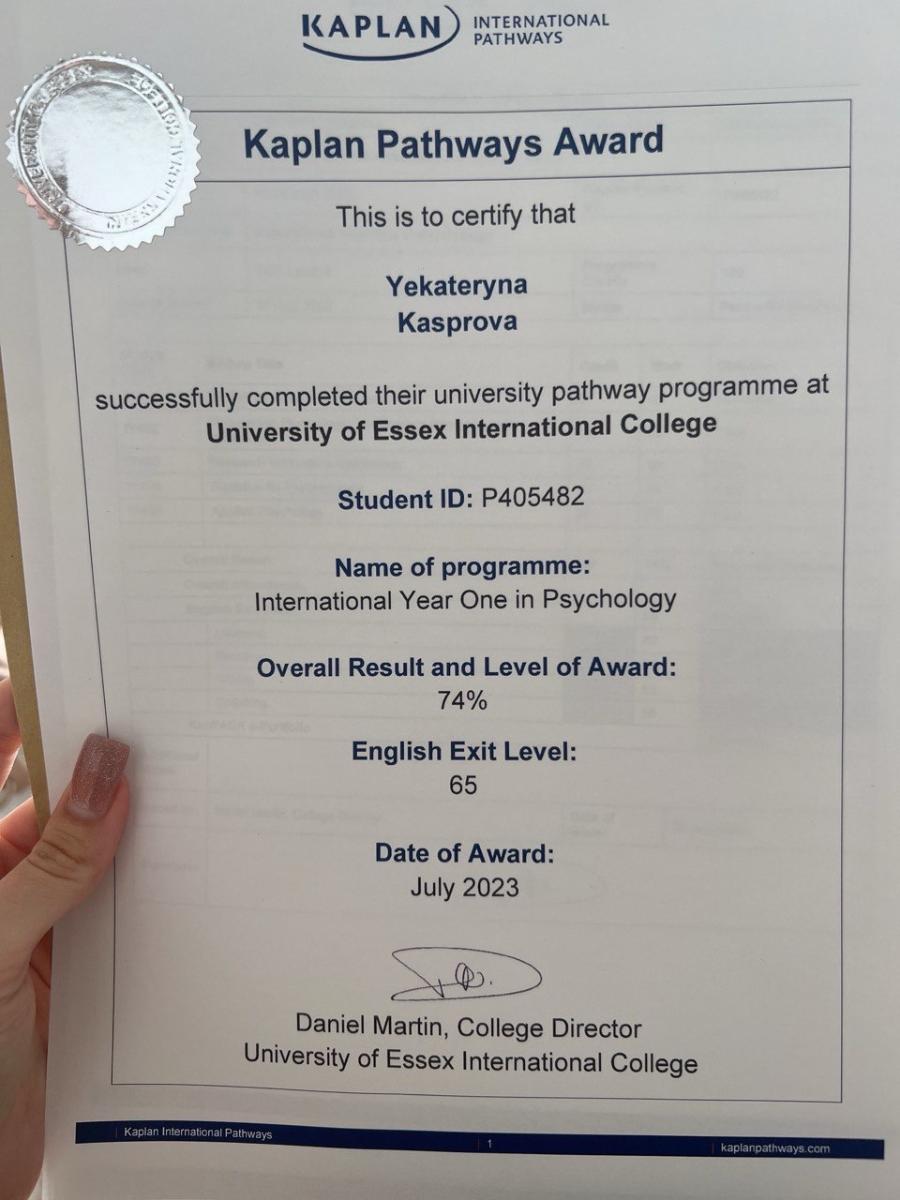 KAPLAN INTERNATIONAL PATHWAYS
INTERNATIONAL COLLEGE
Kaplan Pathways Award
This is to certify that
Yekateryna
Kasprova
successfully completed their university pathway programme at
University of Essex International College
Student ID: P405482
Name of programme:
International Year One in Psychology
Overall Result and Level of Award:
74%
English Exit Level:
65
Date of Award:
July 2023
Daniel Martin, College Director
University of Essex International College
Kaplan International Pathways
1
kaplanpathways.com